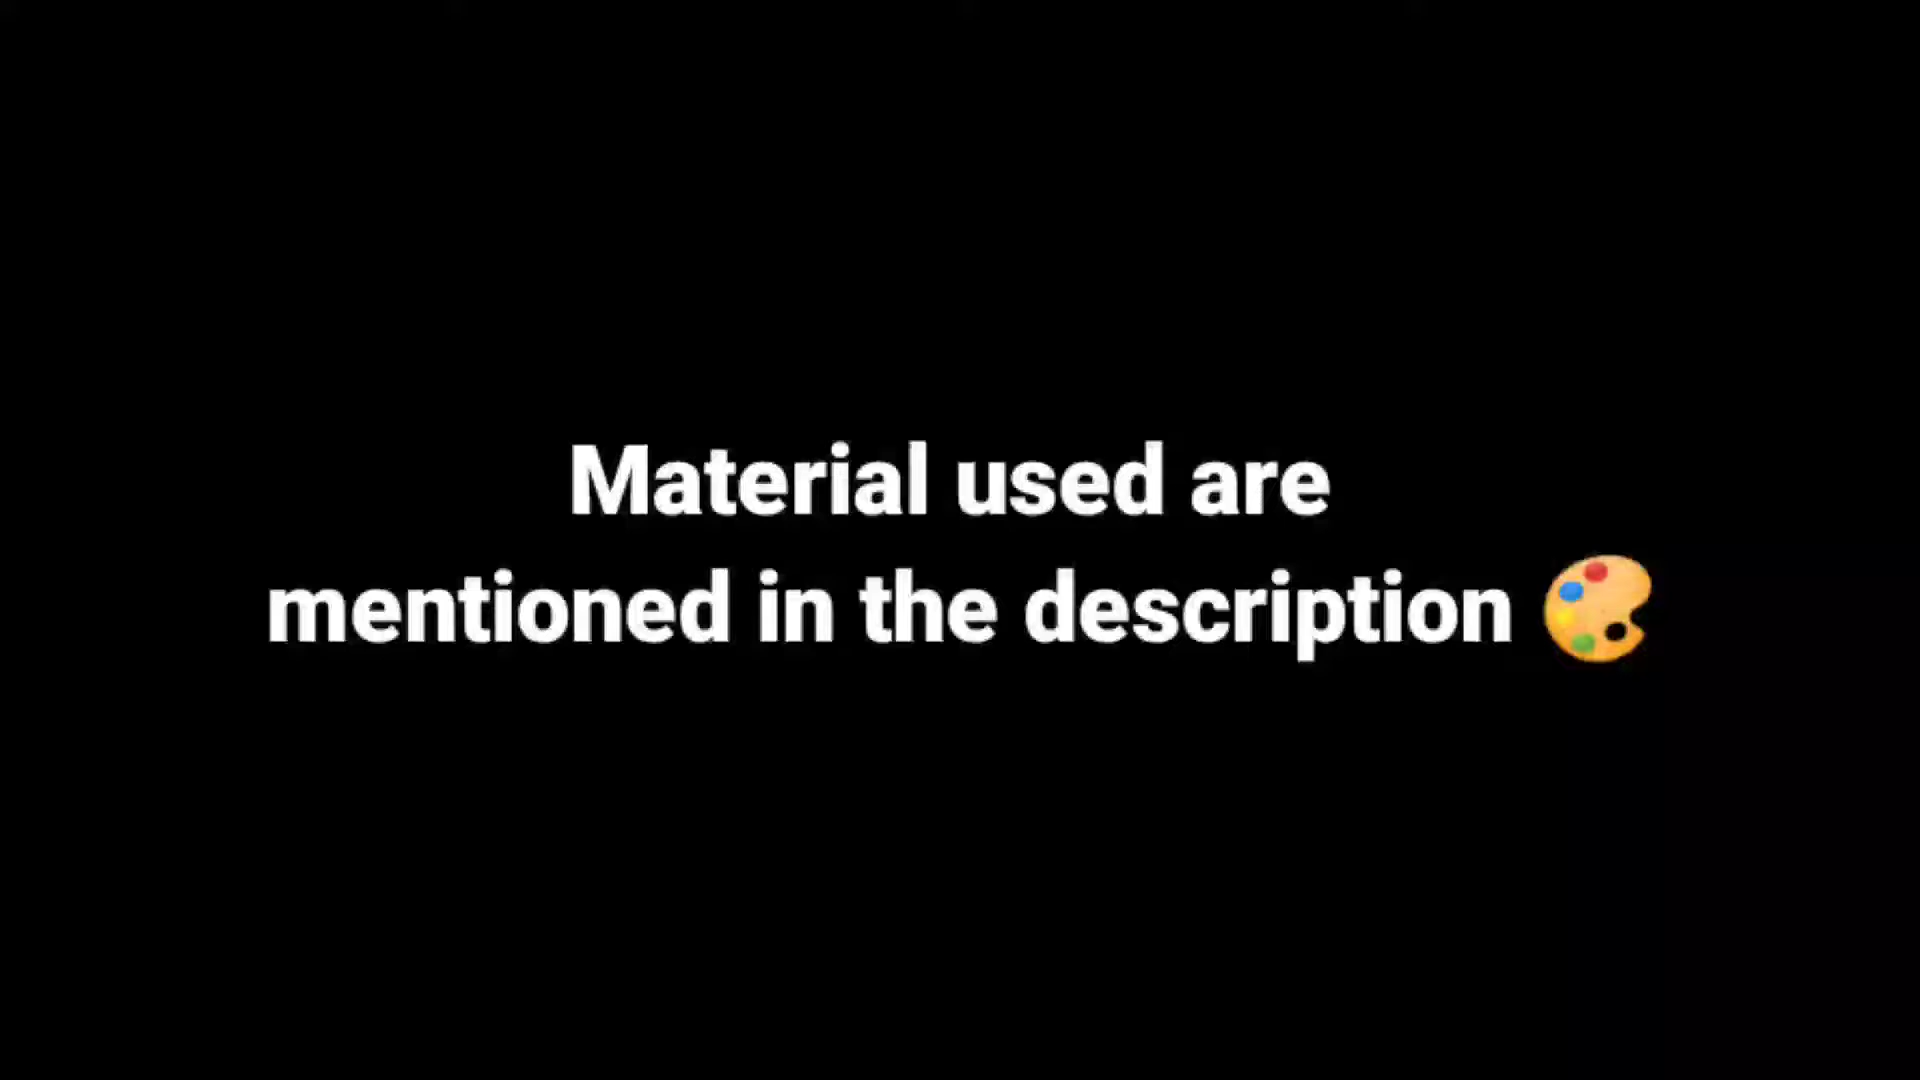 Material used are
mentioned in the description 🎨